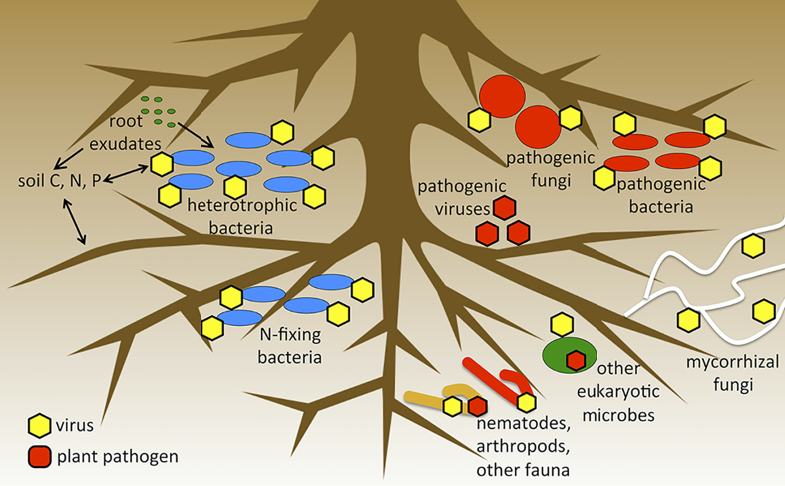 root
exudates
soil C, N, P
heterotrophic
bacteria
pathogenic
fungi
pathogenic
bacteria
pathogenic
viruses
N-fixing
bacteria
mycorrhizal
fungi
other
eukaryotic
microbes
nematodes,
arthropods,
other fauna
virus
plant pathogen